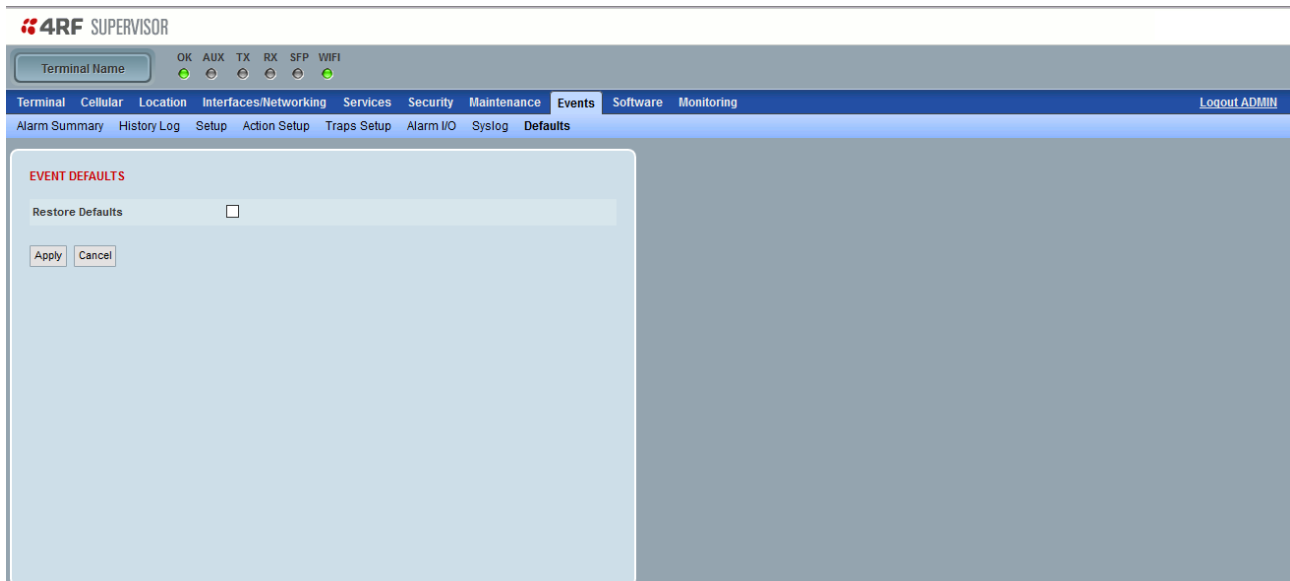 4RF SUPERVISOR
Terminal Name
OK AUX TX RX SFP WIFI
Terminal Cellular Location Interfaces/Networking Services Security Maintenance Events Software Monitoring Logout ADMIN
Alarm Summary History Log Setup Action Setup Traps Setup Alarm I/O Syslog Defaults
EVENT DEFAULTS
Restore Defaults
Apply Cancel